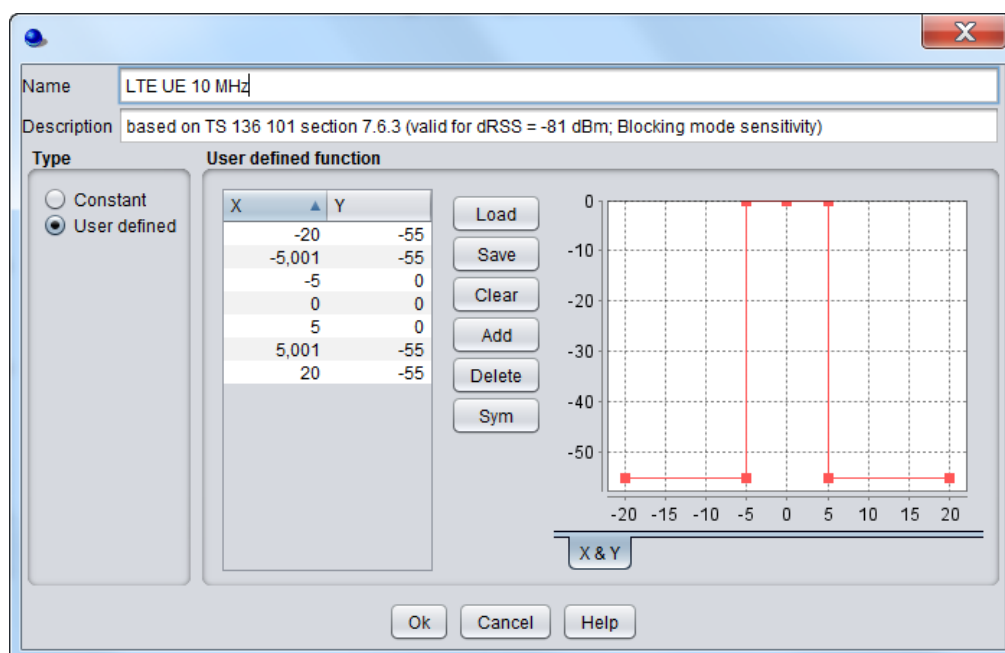 X
Name LTE UE 10 MHz
Description based on TS 136 101 section 7.6.3 (valid for dRSS = -81 dBm; Blocking mode sensitivity)
Type
Constant
User defined
User defined function
X Y
-20 -55
-5,001 -55
-5 0
0 0
5 0
5,001 -55
20 -55
Load
Save
Clear
Add
Delete
Sym
0
-10
-20
-30
-40
-50
-20 -15 -10 -5 0 5 10 15 20
X & Y
Ok Cancel Help